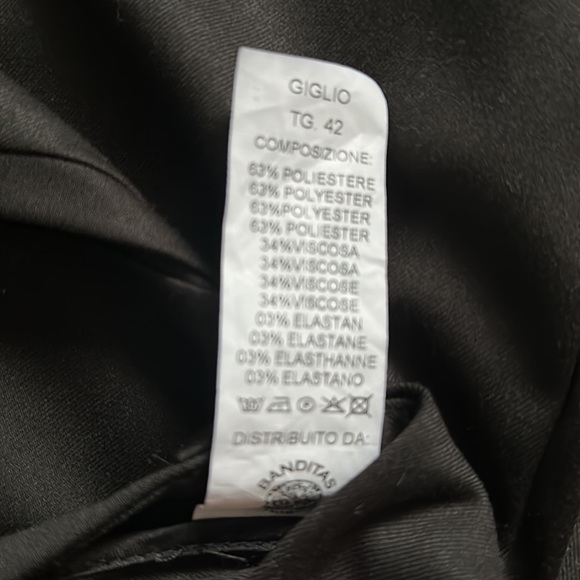 GIGLIO
TG. 42
COMPOSIZIONE:
63% POLIESTERE
63% POLYESTER
63%POLYESTER
63% POLIESTER
34%VISCOSA
34%VISCOSA
34%VISCOSE
34%VISCOSE
03% ELASTAN
03% ELASTANE
03% ELASTHANNE
03% ELASTANO
DISTRIBUITO DA:
BANDITAS